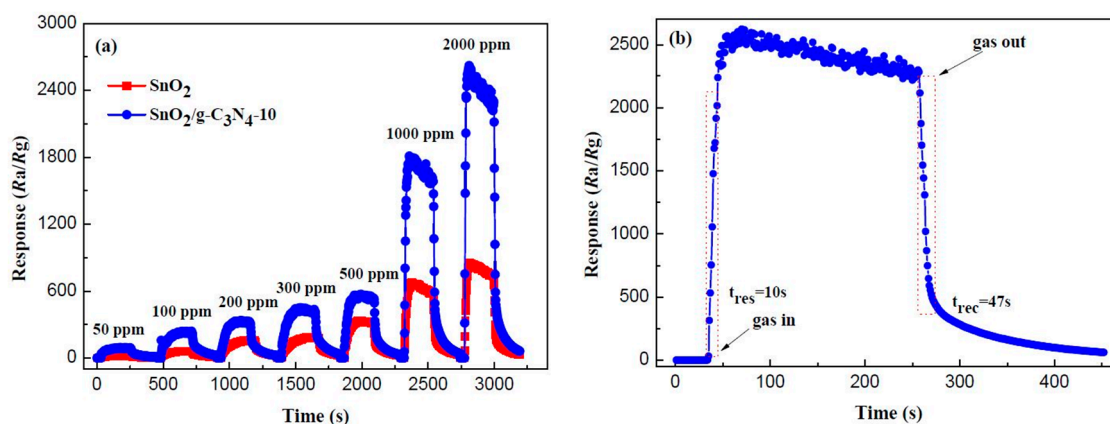 (a)
SnO2
SnO2/g-C3N4-10
50 ppm
100 ppm
200 ppm
300 ppm
500 ppm
1000 ppm
2000 ppm
Response (Ra/Rg)
3000
2400
1800
1200
600
0
0 500 1000 1500 2000 2500 3000
Time (s)
(b)
gas out
tres=10s
gas in
trec=47s
Response (Ra/Rg)
2500
2000
1500
1000
500
0
0 100 200 300 400
Time (s)